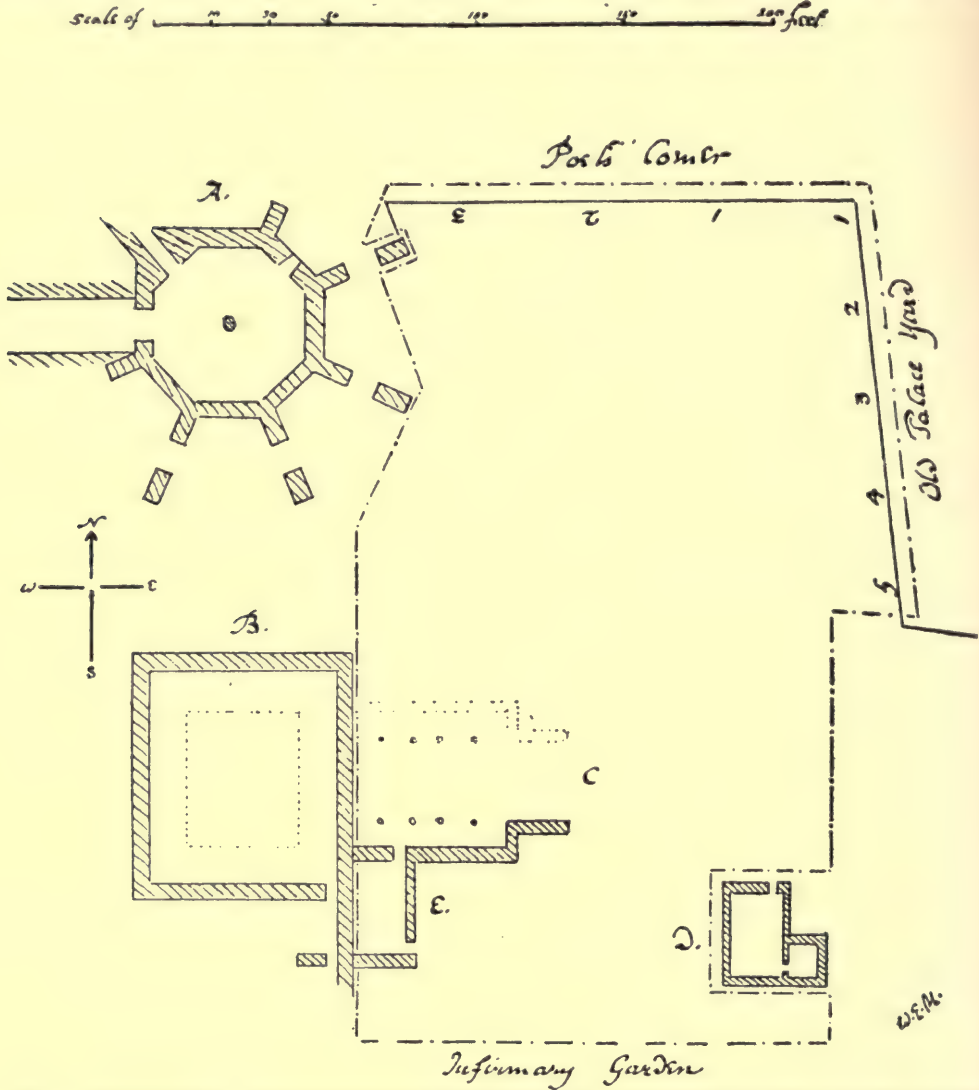 Scale of 10 30 50 100 150 200 feet.
Poets' Corner
A.
3 2 1 1
2
3
4
5
Old Palace Yard
N
W E
S
B.
C
E.
D.
W.E.M.
Infirmary Garden